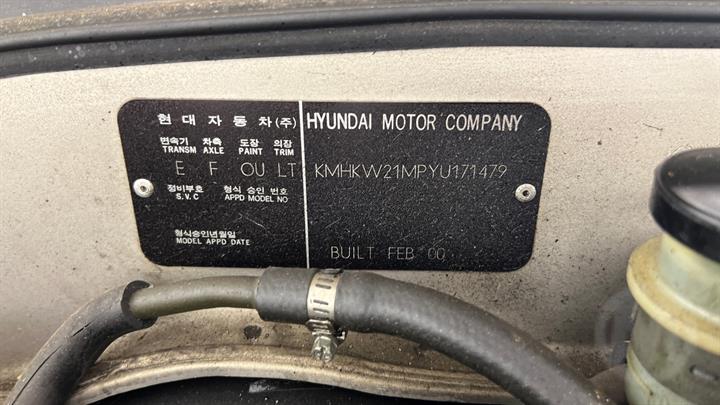 현대자동차(주) HYUNDAI MOTOR COMPANY
변속기 차축 도장 의장
TRANSM AXLE PAINT TRIM
E F OU LT KMHKW21MPYU171479
정비부호 형식 승인 번호
S.V.C APPD MODEL NO
형식승인년월일
MODEL APPD DATE
BUILT FEB 00